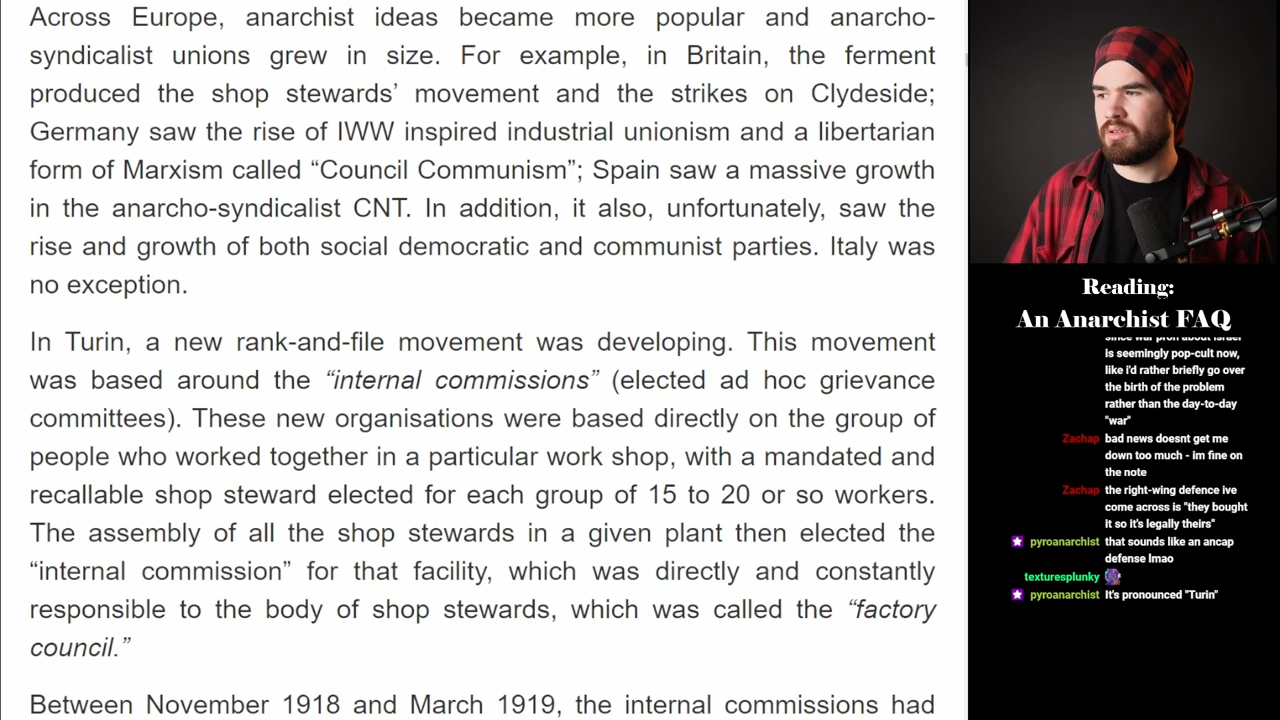 Across Europe, anarchist ideas became more popular and anarcho-
syndicalist unions grew in size. For example, in Britain, the ferment
produced the shop stewards’ movement and the strikes on Clydeside;
Germany saw the rise of IWW inspired industrial unionism and a libertarian
form of Marxism called “Council Communism”; Spain saw a massive growth
in the anarcho-syndicalist CNT. In addition, it also, unfortunately, saw the
rise and growth of both social democratic and communist parties. Italy was
no exception.
In Turin, a new rank-and-file movement was developing. This movement
was based around the “internal commissions” (elected ad hoc grievance
committees). These new organisations were based directly on the group of
people who worked together in a particular work shop, with a mandated and
recallable shop steward elected for each group of 15 to 20 or so workers.
The assembly of all the shop stewards in a given plant then elected the
“internal commission” for that facility, which was directly and constantly
responsible to the body of shop stewards, which was called the “factory
council.”
Between November 1918 and March 1919, the internal commissions had
Reading:
An Anarchist FAQ
since war pron about Israel
is seemingly pop-cult now,
like i'd rather briefly go over
the birth of the problem
rather than the day-to-day
"war"
Zachap bad news doesnt get me
down too much - im fine on
the note
Zachap the right-wing defence ive
come across is "they bought
it so it's legally theirs"
pyroanarchist that sounds like an ancap
defense lmao
texturesplunky
pyroanarchist It's pronounced "Turin"